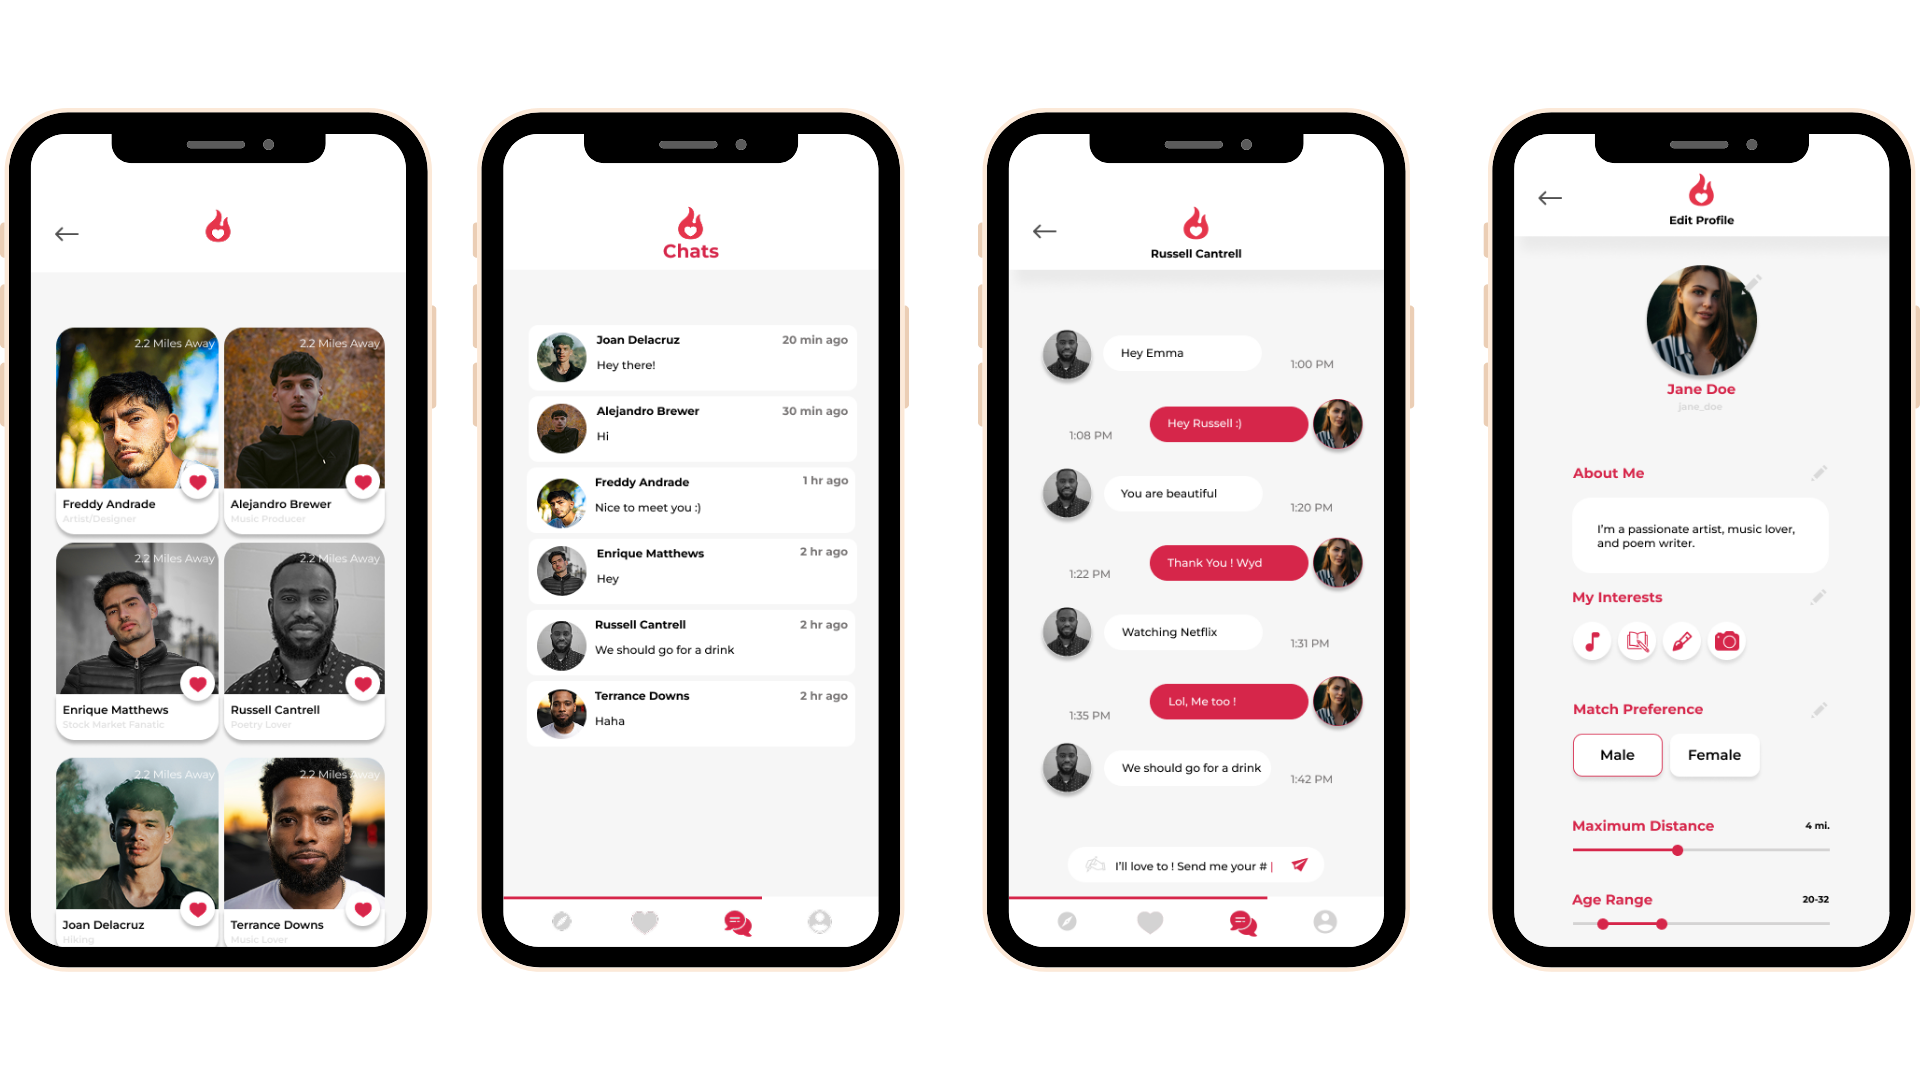 2.2 Miles Away
2.2 Miles Away
Freddy Andrade
Artist/Designer
Alejandro Brewer
Music Producer
2.2 Miles Away
2.2 Miles Away
Enrique Matthews
Stock Market Fanatic
Russell Cantrell
Poetry Lover
2.2 Miles Away
2.2 Miles Away
Joan Delacruz
Hiking
Terrance Downs
Music Lover
Chats
Joan Delacruz
20 min ago
Hey there!
Alejandro Brewer
30 min ago
Hi
Freddy Andrade
1 hr ago
Nice to meet you :)
Enrique Matthews
2 hr ago
Hey
Russell Cantrell
2 hr ago
We should go for a drink
Terrance Downs
2 hr ago
Haha
Russell Cantrell
Hey Emma
1:00 PM
Hey Russell :)
1:08 PM
You are beautiful
1:20 PM
Thank You ! Wyd
1:22 PM
Watching Netflix
1:31 PM
Lol, Me too !
1:35 PM
We should go for a drink
1:42 PM
I'll love to ! Send me your # |
Edit Profile
Jane Doe
jane_doe
About Me
I'm a passionate artist, music lover,
and poem writer.
My Interests
Match Preference
Male
Female
Maximum Distance
4 mi.
Age Range
20-32